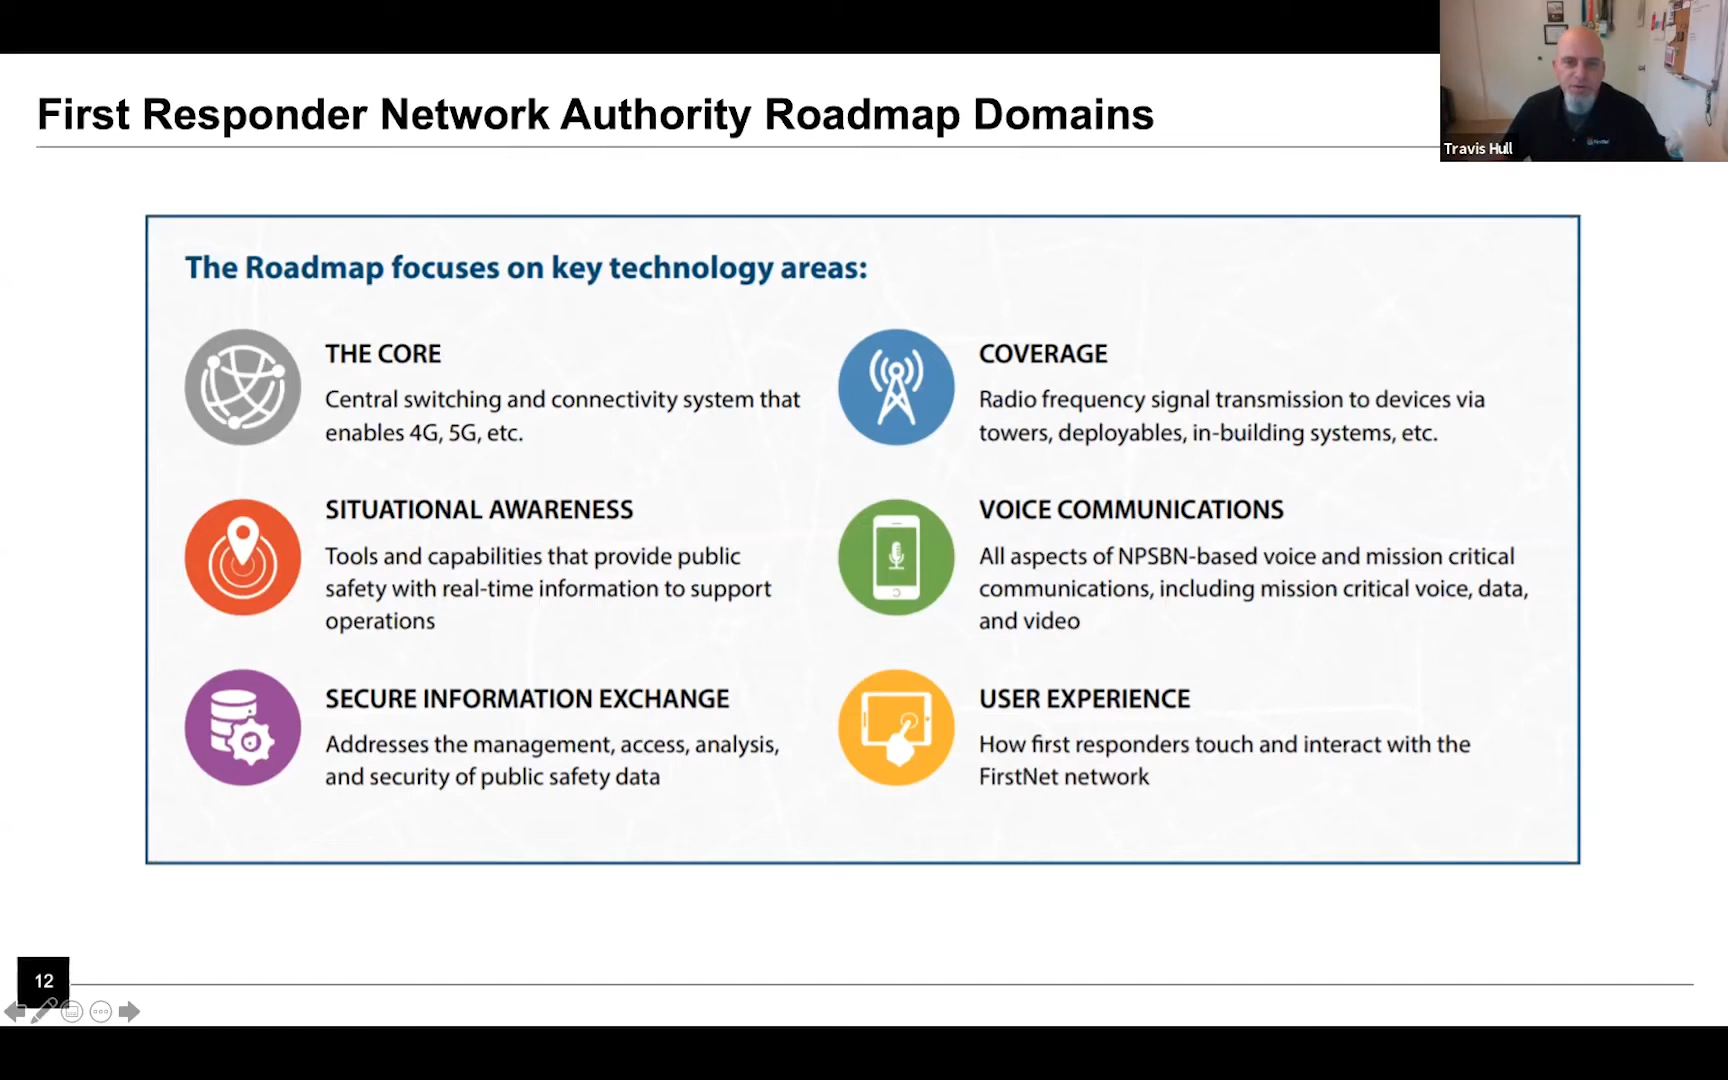 First Responder Network Authority Roadmap Domains
Travis Hull
The Roadmap focuses on key technology areas:
THE CORE
Central switching and connectivity system that
enables 4G, 5G, etc.
COVERAGE
Radio frequency signal transmission to devices via
towers, deployables, in-building systems, etc.
SITUATIONAL AWARENESS
Tools and capabilities that provide public
safety with real-time information to support
operations
VOICE COMMUNICATIONS
All aspects of NPSBN-based voice and mission critical
communications, including mission critical voice, data,
and video
SECURE INFORMATION EXCHANGE
Addresses the management, access, analysis,
and security of public safety data
USER EXPERIENCE
How first responders touch and interact with the
FirstNet network
12